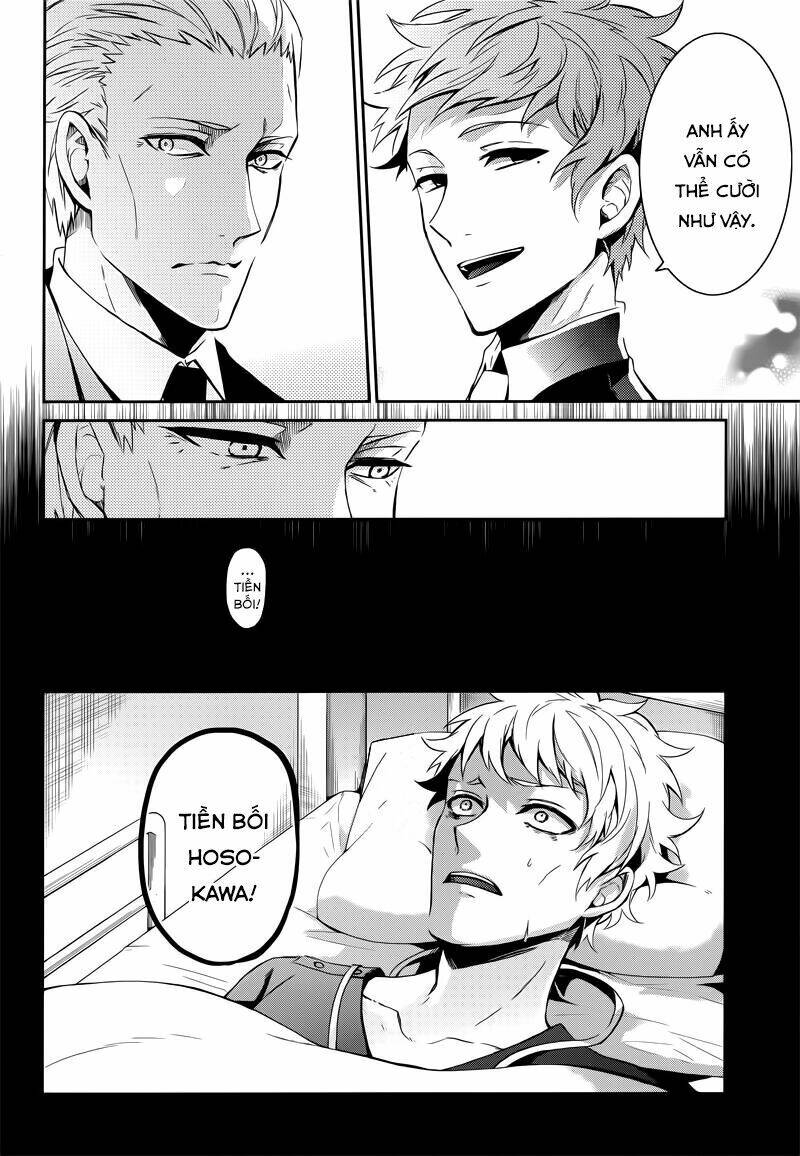 ANH ẤY
VẪN CÓ
THỂ CƯỜI
NHƯ VẬY.
...
TIỀN
BỐI!
TIỀN BỐI
HOSO-
KAWA!